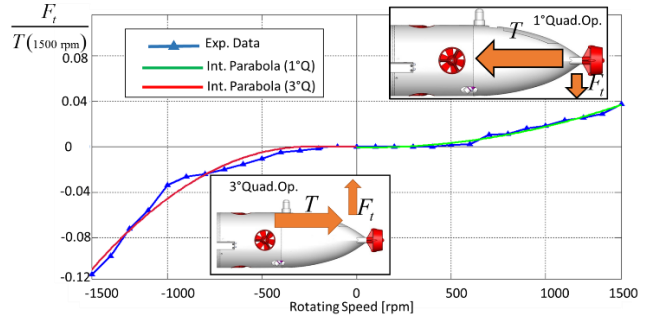 F_t
T(1500 rpm)
0.08
0.04
0
-0.04
-0.08
-0.12
Exp. Data
Int. Parabola (1°Q)
Int. Parabola (3°Q)
1°Quad.Op.
T
F_t
3°Quad.Op.
T
F_t
-1500
-1000
-500
0
500
1000
1500
Rotating Speed [rpm]